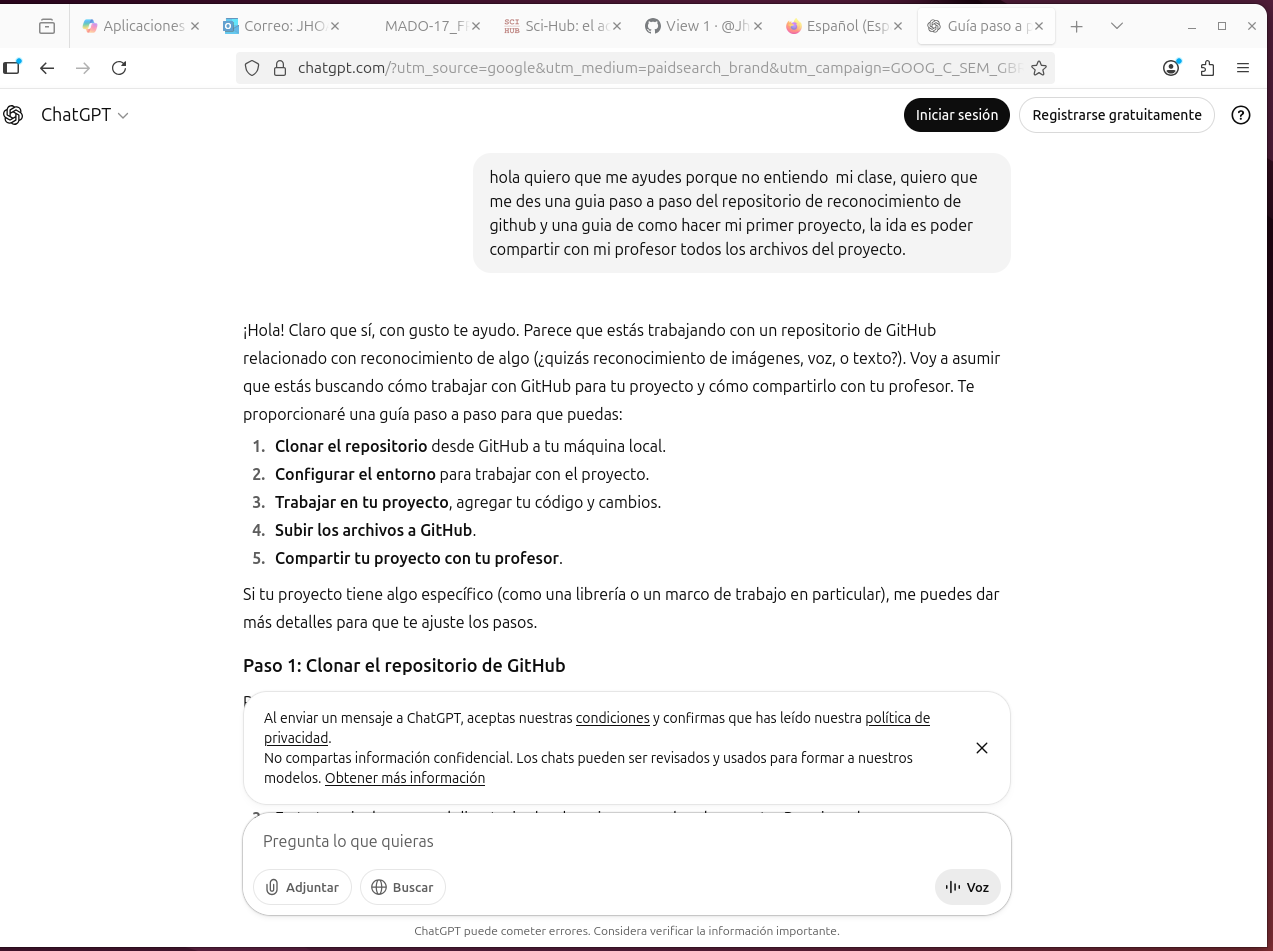 Aplicaciones
Correo: JHO
MADO-17_F
Sci-Hub: el a
View 1 · @Jh
Español (Esp
Guía paso a p
chatgpt.com/?utm_source=google&utm_medium=paidsearch_brand&utm_campaign=GOOG_C_SEM_GB
ChatGPT
Iniciar sesión
Registrarse gratuitamente
hola quiero que me ayudes porque no entiendo  mi clase, quiero que
me des una guia paso a paso del repositorio de reconocimiento de
github y una guia de como hacer mi primer proyecto, la ida es poder
compartir con mi profesor todos los archivos del proyecto.
¡Hola! Claro que sí, con gusto te ayudo. Parece que estás trabajando con un repositorio de GitHub
relacionado con reconocimiento de algo (¿quizás reconocimiento de imágenes, voz, o texto?). Voy a asumir
que estás buscando cómo trabajar con GitHub para tu proyecto y cómo compartirlo con tu profesor. Te
proporcionaré una guía paso a paso para que puedas:
1. Clonar el repositorio desde GitHub a tu máquina local.
2. Configurar el entorno para trabajar con el proyecto.
3. Trabajar en tu proyecto, agregar tu código y cambios.
4. Subir los archivos a GitHub.
5. Compartir tu proyecto con tu profesor.
Si tu proyecto tiene algo específico (como una librería o un marco de trabajo en particular), me puedes dar
más detalles para que te ajuste los pasos.
Paso 1: Clonar el repositorio de GitHub
Al enviar un mensaje a ChatGPT, aceptas nuestras condiciones y confirmas que has leído nuestra política de
privacidad.
No compartas información confidencial. Los chats pueden ser revisados y usados para formar a nuestros
modelos. Obtener más información
Pregunta lo que quieras
Adjuntar
Buscar
Voz
ChatGPT puede cometer errores. Considera verificar la información importante.